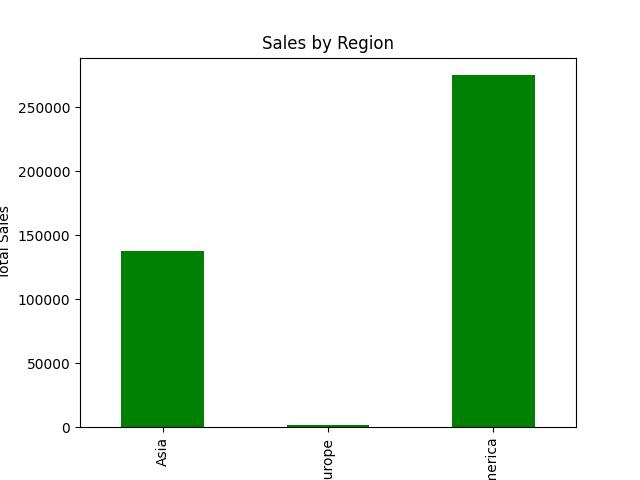 Sales by Region
250000
200000
150000
100000
50000
0
Total Sales
Asia
urope
nerica